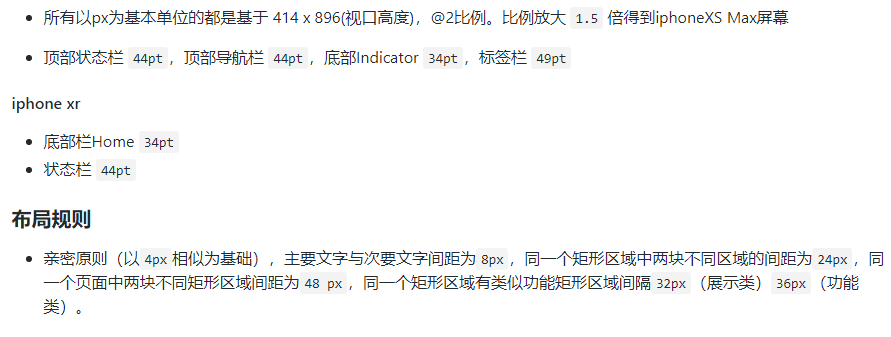 所有以px为基本单位的都是基于 414 x 896(视口高度)，@2比例。比例放大 1.5 倍得到iphoneXS Max屏幕
顶部状态栏 44pt，顶部导航栏 44pt，底部Indicator 34pt，标签栏 49pt
iphone xr
底部栏Home 34pt
状态栏 44pt
布局规则
亲密原则（以 4px 相似为基础），主要文字与次要文字间距为 8px，同一个矩形区域中两块不同区域的间距为 24px，同
一个页面中两块不同矩形区域间距为 48 px，同一个矩形区域有类似功能矩形区域间隔 32px（展示类）36px（功能
类）。